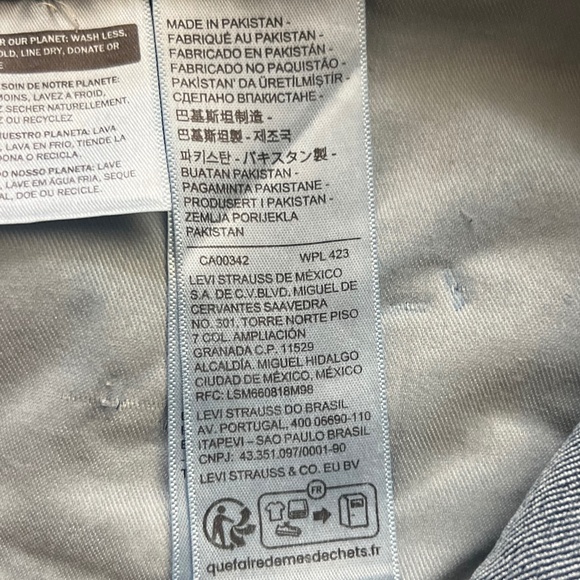 R OUR PLANET: WASH LESS,
OLD, LINE DRY, DONATE OR
E
SOIN DE NOTRE PLANETE:
MOINS, LAVEZ A FROID,
Z SECHER NATURELLEMENT,
Z OU RECYCLEZ
NUESTRO PLANETA: LAVA
, LAVA EN FRIO, TIENDE LA
DONA O RECICLA.
DO NOSSO PLANETA: LAVE
, LAVE EM ÁGUA FRIA, SEQUE
AL, DOE OU RECICLE.
MADE IN PAKISTAN -
FABRIQUÉ AU PAKISTAN -
FABRICADO EN PAKISTÁN -
FABRICADO NO PAQUISTÃO -
PAKİSTAN' DA ÜRETİLMİŞTİR -
СДЕЛАНО ВПАКИСТАНЕ -
巴基斯坦制造 -
巴基斯坦製 - 제조국
파키스탄 - パキスタン製 -
BUATAN PAKISTAN -
PAGAMINTA PAKISTANE -
PRODUSERT I PAKISTAN -
ZEMLJA PORIJEKLA
PAKISTAN
CA00342 WPL 423
LEVI STRAUSS DE MÉXICO
S.A. DE C.V.BLVD. MIGUEL DE
CERVANTES SAAVEDRA
NO. 301, TORRE NORTE PISO
7 COL. AMPLIACIÓN
GRANADA C.P. 11529
ALCALDÍA. MIGUEL HIDALGO
CIUDAD DE MÉXICO, MÉXICO
RFC: LSM660816M98
LEVI STRAUSS DO BRASIL
AV. PORTUGAL, 400 06690-110
ITAPEVI – SAO PAULO BRASIL
CNPJ: 43.351.097/0001-90
LEVI STRAUSS & CO. EU BV
FR
quefairedemesdechets.fr